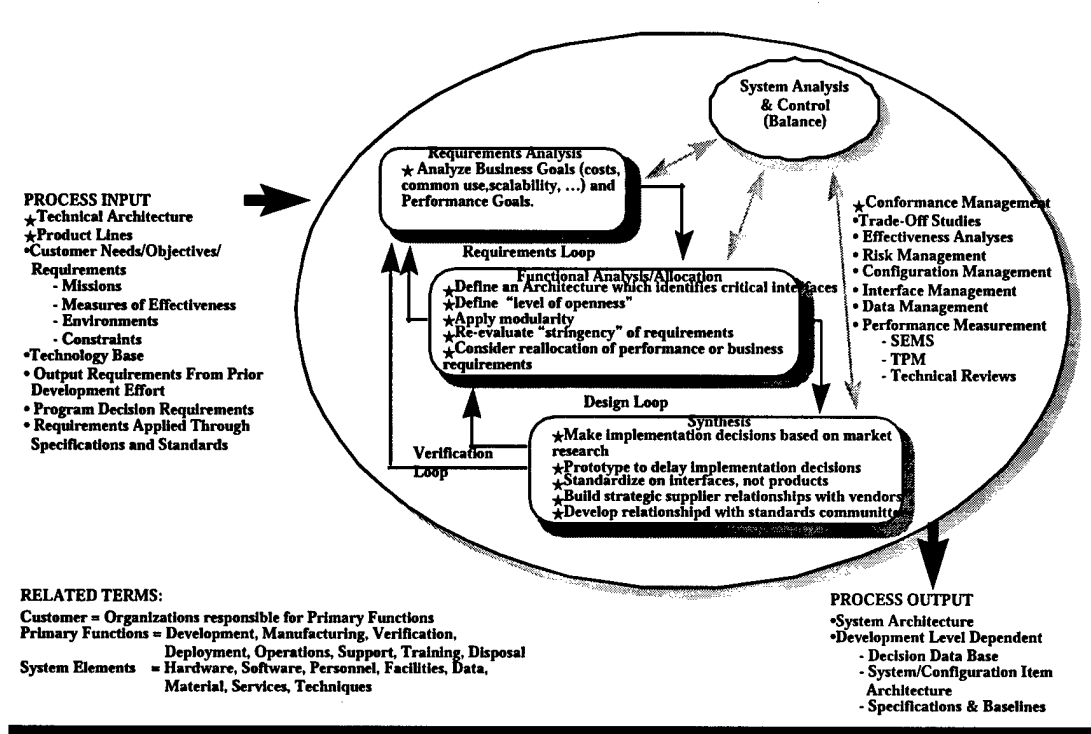 System Analysis
& Control
(Balance)
Requirements Analysis
★ Analyze Business Goals (costs,
common use,scalability, …) and
Performance Goals.
Requirements Loop
PROCESS INPUT
★Technical Architecture
★Product Lines
•Customer Needs/Objectives/
Requirements
- Missions
- Measures of Effectiveness
- Environments
- Constraints
•Technology Base
• Output Requirements From Prior
Development Effort
• Program Decision Requirements
• Requirements Applied Through
Specifications and Standards
Functional Analysis/Allocation
★Define an Architecture which identifies critical interfaces
★Define “level of openness”
★Apply modularity
★Re-evaluate “stringency” of requirements
★Consider reallocation of performance or business
requirements
Design Loop
★Conformance Management
•Trade-Off Studies
• Effectiveness Analyses
• Risk Management
• Configuration Management
• Interface Management
• Data Management
• Performance Measurement
- SEMS
- TPM
- Technical Reviews
Synthesis
★Make implementation decisions based on market
research
★Prototype to delay implementation decisions
★Standardize on interfaces, not products
★Build strategic supplier relationships with vendors
★Develop relationshipd with standards committe
Verification
Loop
RELATED TERMS:
Customer = Organizations responsible for Primary Functions
Primary Functions = Development, Manufacturing, Verification,
Deployment, Operations, Support, Training, Disposal
System Elements = Hardware, Software, Personnel, Facilities, Data,
Material, Services, Techniques
PROCESS OUTPUT
•System Architecture
•Development Level Dependent
- Decision Data Base
- System/Configuration Item
Architecture
- Specifications & Baselines